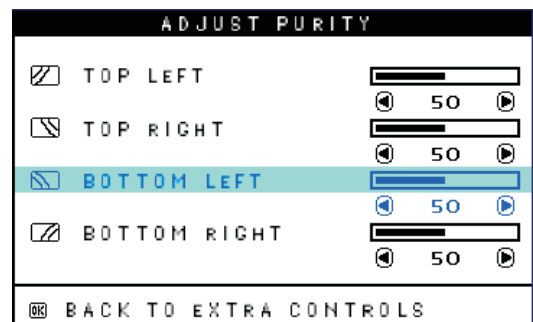 ADJUST PURITY
TOP LEFT
50
TOP RIGHT
50
BOTTOM LEFT
50
BOTTOM RIGHT
50
OK BACK TO EXTRA CONTROLS